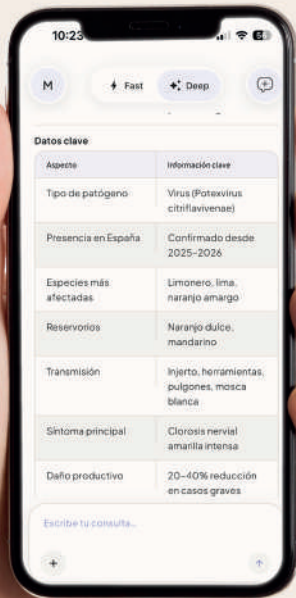 10:23
M
Fast
Deep
Datos clave
Aspecto
Información clave
Tipo de patógeno
Virus (Potexvirus
citriflavivenae)
Presencia en España
Confirmado desde
2025-2026
Especies más
afectadas
Limonero, lima,
naranjo amargo
Reservorios
Naranjo dulce,
mandarino
Transmisión
Injerto, herramientas,
pulgones, mosca
blanca
Síntoma principal
Clorosis nervial
amarilla intensa
Daño productivo
20-40% reducción
en casos graves
Escribe tu consulta...